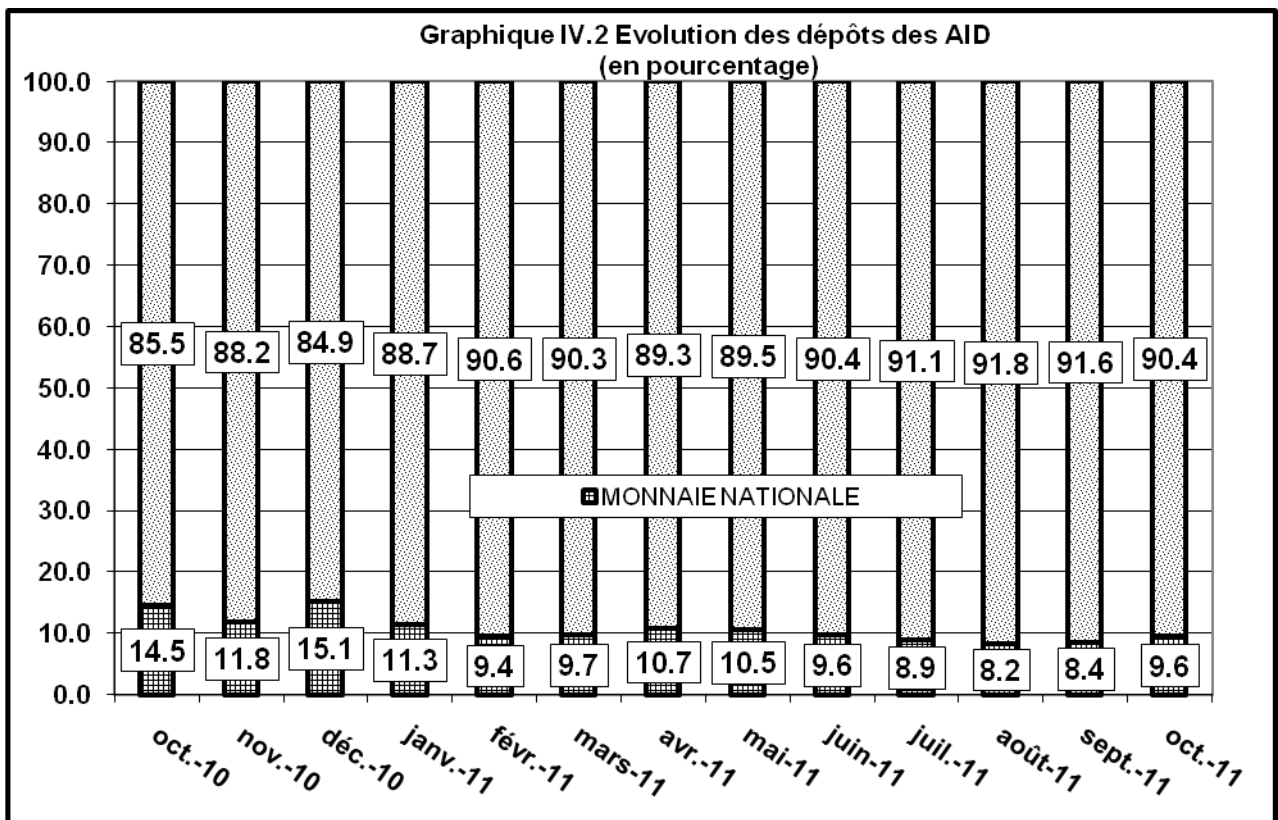 Graphique IV.2 Evolution des dépôts des AID
(en pourcentage)
100.0
90.0
80.0
70.0
60.0
50.0
40.0
30.0
20.0
10.0
0.0
85.5 88.2 84.9 88.7 90.6 90.3 89.3 89.5 90.4 91.1 91.8 91.6 90.4
MONNAIE NATIONALE
14.5 11.8 15.1 11.3 9.4 9.7 10.7 10.5 9.6 8.9 8.2 8.4 9.6
oct.-10 nov.-10 déc.-10 janv.-11 févr.-11 mars-11 avr.-11 mai-11 juin-11 juil.-11 août-11 sept.-11 oct.-11